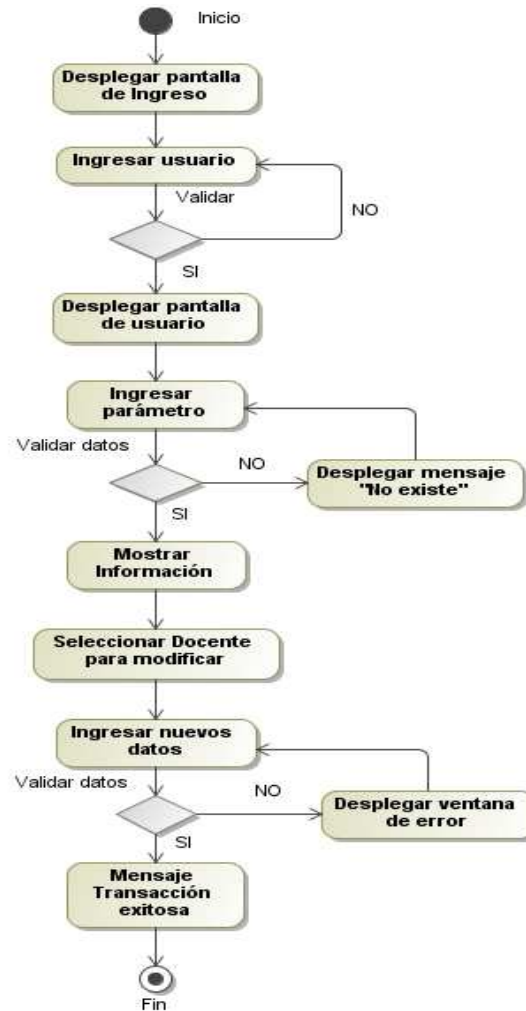 Inicio
Desplegar pantalla
de Ingreso
Ingresar usuario
Validar
NO
SI
Desplegar pantalla
de usuario
Ingresar
parámetro
Validar datos
NO
Desplegar mensaje
"No existe"
SI
Mostrar
Información
Seleccionar Docente
para modificar
Ingresar nuevos
datos
Validar datos
NO
Desplegar ventana
de error
SI
Mensaje
Transacción
exitosa
Fin